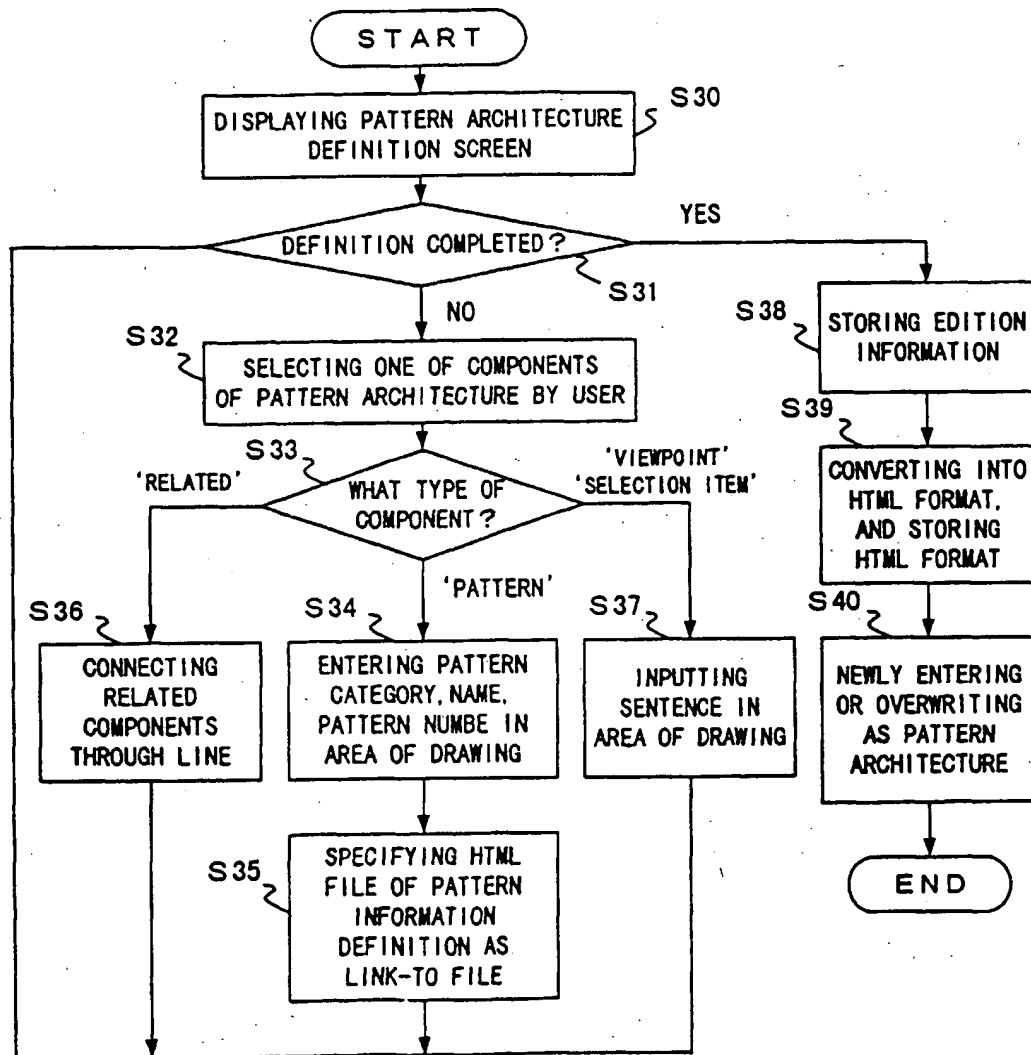 START
S30
DISPLAYING PATTERN ARCHITECTURE
DEFINITION SCREEN
DEFINITION COMPLETED?
YES
S31
NO
S32
SELECTING ONE OF COMPONENTS
OF PATTERN ARCHITECTURE BY USER
S38
STORING EDITION
INFORMATION
S33
WHAT TYPE OF
COMPONENT?
'RELATED'
'VIEWPOINT'
'SELECTION ITEM'
'PATTERN'
S39
CONVERTING INTO
HTML FORMAT,
AND STORING
HTML FORMAT
S36
CONNECTING
RELATED
COMPONENTS
THROUGH LINE
S34
ENTERING PATTERN
CATEGORY, NAME,
PATTERN NUMBE IN
AREA OF DRAWING
S37
INPUTTING
SENTENCE IN
AREA OF DRAWING
S40
NEWLY ENTERING
OR OVERWRITING
AS PATTERN
ARCHITECTURE
S35
SPECIFYING HTML
FILE OF PATTERN
INFORMATION
DEFINITION AS
LINK-TO FILE
END